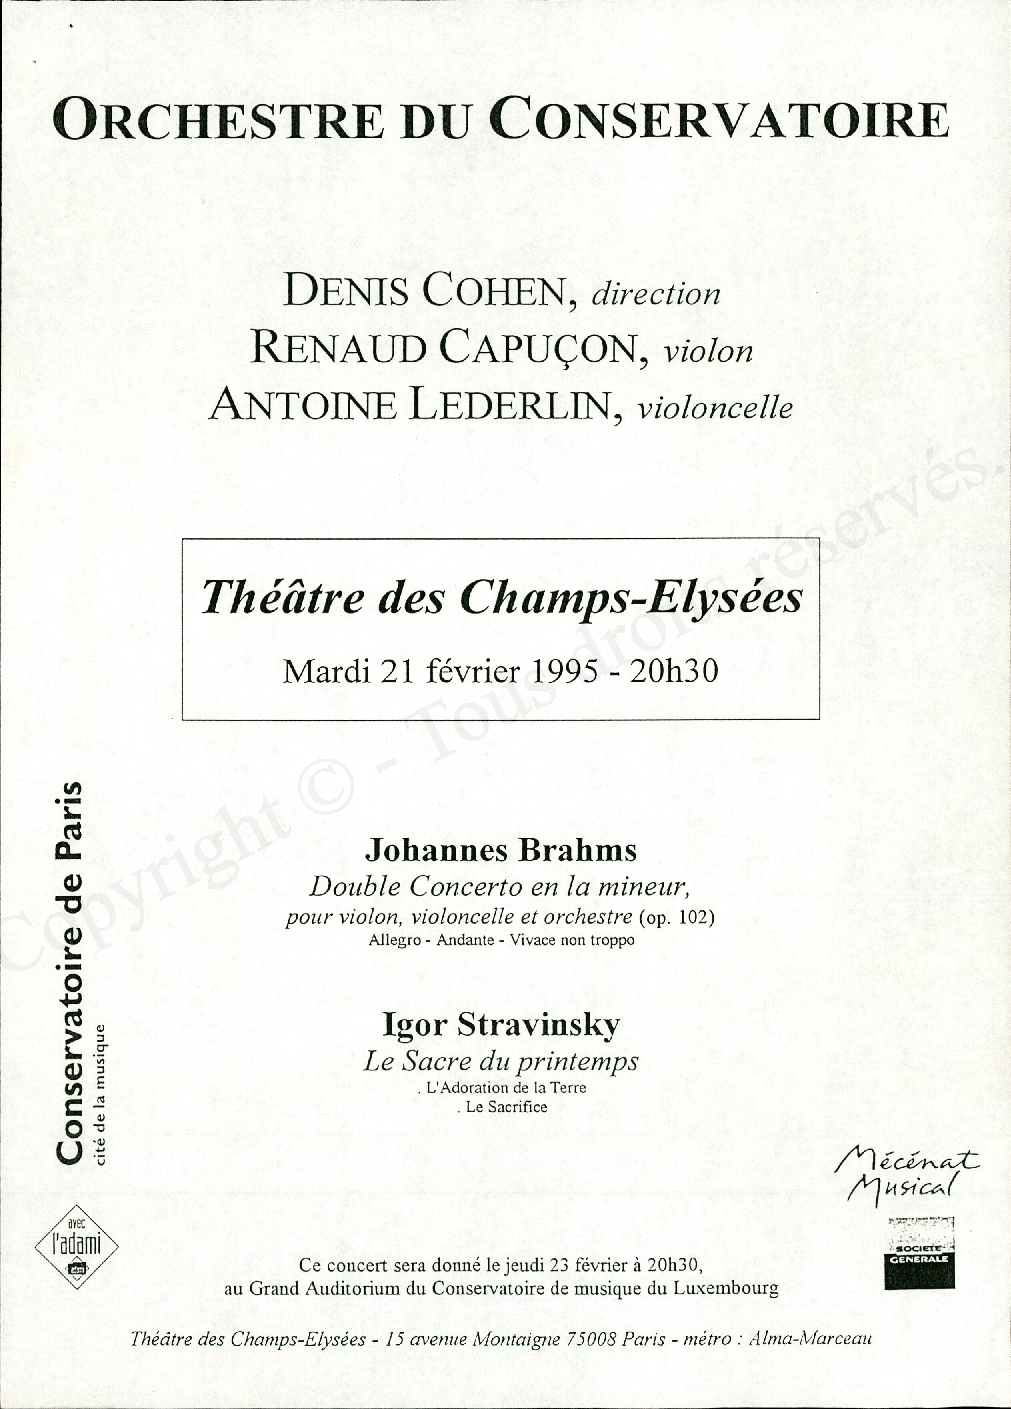 ORCHESTRE DU CONSERVATOIRE
DENIS COHEN, direction
RENAUD CAPUÇON, violon
ANTOINE LEDERLIN, violoncelle
Théâtre des Champs-Elysées
Mardi 21 février 1995 - 20h30
Copyright © - Tous droits réservés.
Conservatoire de Paris
cité de la musique
Johannes Brahms
Double Concerto en la mineur,
pour violon, violoncelle et orchestre (op. 102)
Allegro - Andante - Vivace non troppo
Igor Stravinsky
Le Sacre du printemps
. L'Adoration de la Terre
. Le Sacrifice
Mécénat
Musical
SOCIETE
GENERALE
avec
l'adami
Ce concert sera donné le jeudi 23 février à 20h30,
au Grand Auditorium du Conservatoire de musique du Luxembourg
Théâtre des Champs-Elysées - 15 avenue Montaigne 75008 Paris - métro : Alma-Marceau